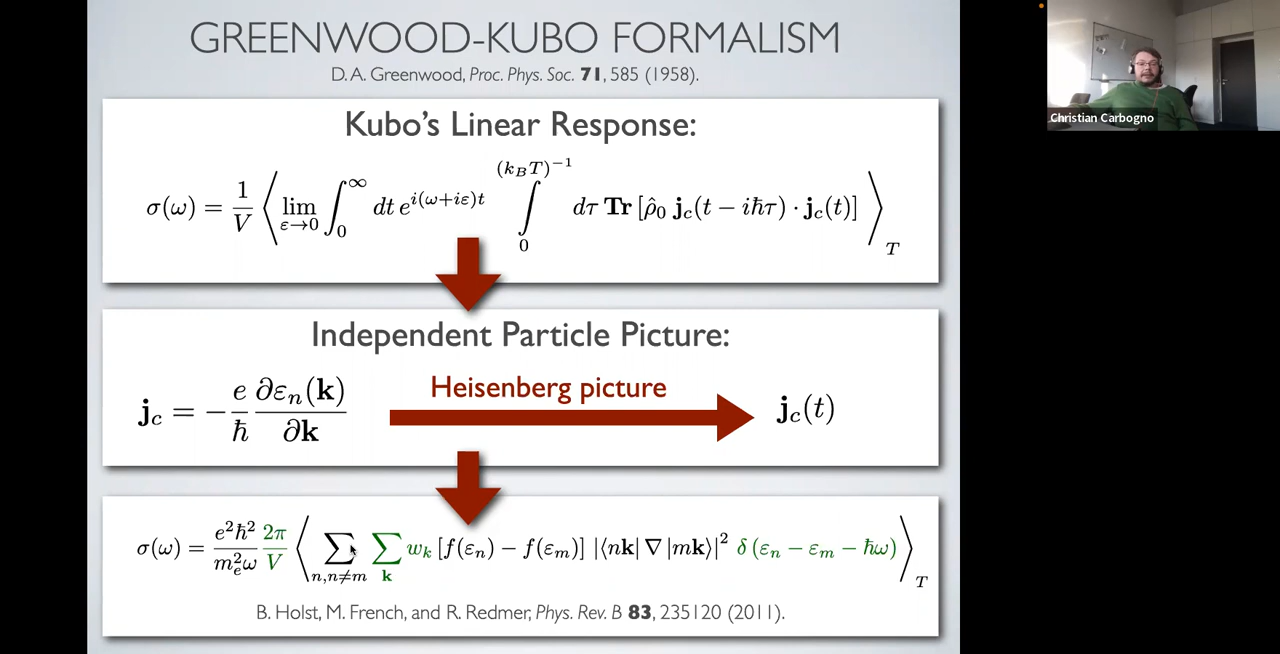 GREENWOOD-KUBO FORMALISM
D. A. Greenwood, Proc. Phys. Soc. 71, 585 (1958).
Christian Carbogno
Kubo's Linear Response:
σ(ω) = 1/V ⟨ lim_{ε→0} ∫_0^∞ dt e^{i(ω+iε)t} ∫_0^{(k_BT)^{-1}} dτ Tr [ρ̂_0 j_c(t − iħτ) · j_c(t)] ⟩_T
Independent Particle Picture:
j_c = − e/ħ ∂ε_n(k)/∂k
Heisenberg picture
j_c(t)
σ(ω) = e²ħ²/m_e²ω 2π/V ⟨ ∑_{n,n≠m} ∑_k w_k [f(ε_n) − f(ε_m)] |⟨nk| ∇ |mk⟩|² δ (ε_n − ε_m − ħω) ⟩_T
B. Holst, M. French, and R. Redmer, Phys. Rev. B 83, 235120 (2011).